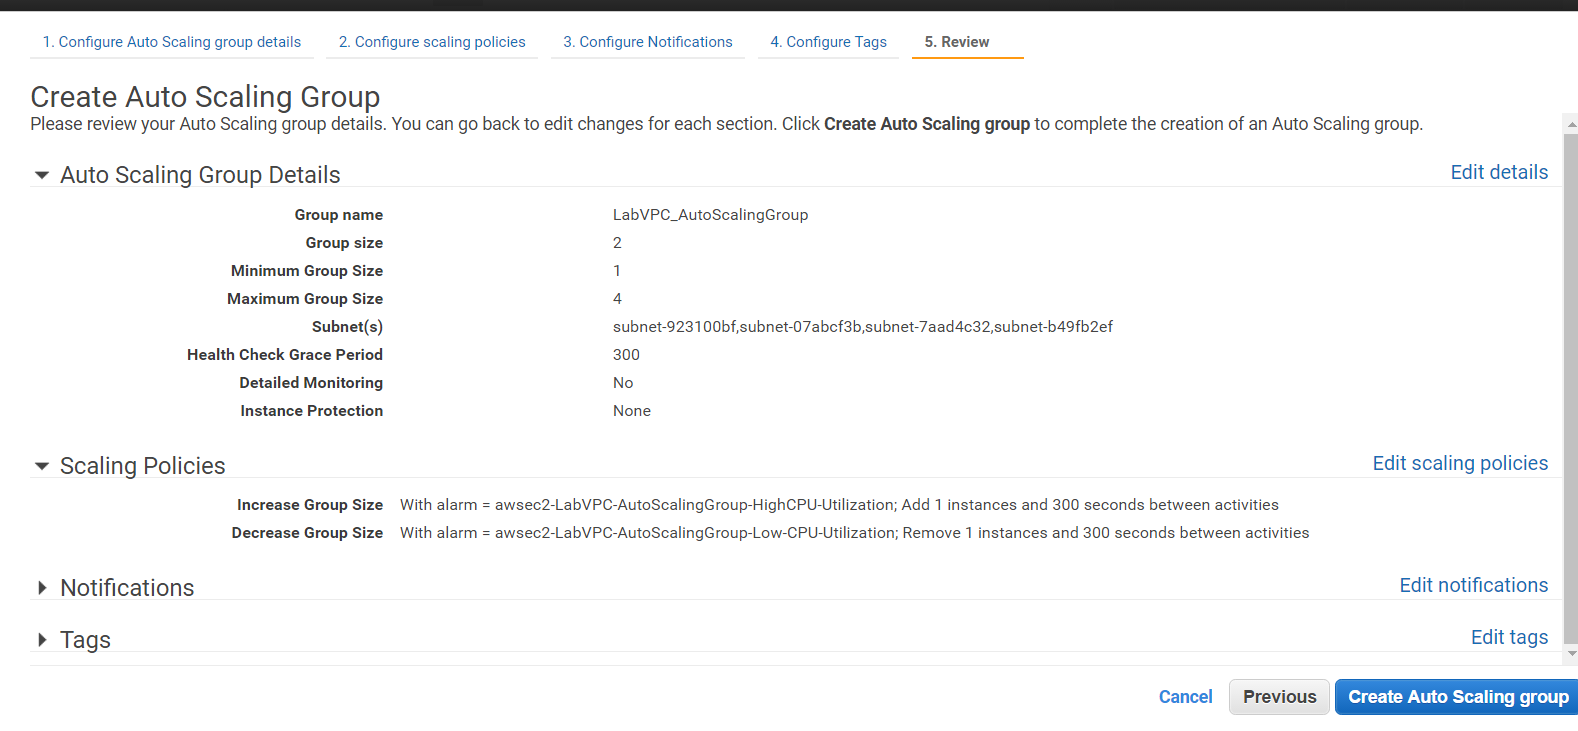 1. Configure Auto Scaling group details 2. Configure scaling policies 3. Configure Notifications 4. Configure Tags 5. Review
Create Auto Scaling Group
Please review your Auto Scaling group details. You can go back to edit changes for each section. Click Create Auto Scaling group to complete the creation of an Auto Scaling group.
Auto Scaling Group Details Edit details
Group name LabVPC_AutoScalingGroup
Group size 2
Minimum Group Size 1
Maximum Group Size 4
Subnet(s) subnet-923100bf,subnet-07abcf3b,subnet-7aad4c32,subnet-b49fb2ef
Health Check Grace Period 300
Detailed Monitoring No
Instance Protection None
Scaling Policies Edit scaling policies
Increase Group Size With alarm = awsec2-LabVPC-AutoScalingGroup-HighCPU-Utilization; Add 1 instances and 300 seconds between activities
Decrease Group Size With alarm = awsec2-LabVPC-AutoScalingGroup-Low-CPU-Utilization; Remove 1 instances and 300 seconds between activities
Notifications Edit notifications
Tags Edit tags
Cancel Previous Create Auto Scaling group